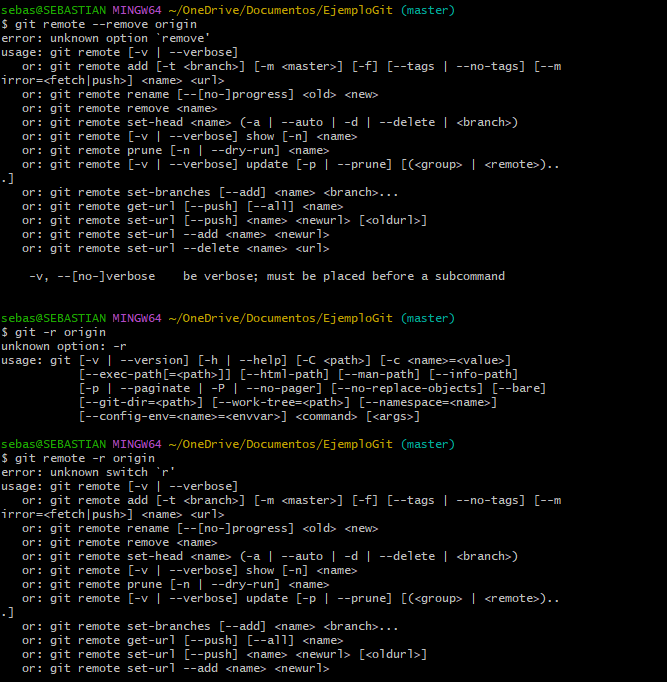 sebas@SEBASTIAN MINGW64 ~/OneDrive/Documentos/EjemploGit (master)
$ git remote --remove origin
error: unknown option `remove'
usage: git remote [-v | --verbose]
   or: git remote add [-t <branch>] [-m <master>] [-f] [--tags | --no-tags] [--m
irror=<fetch|push>] <name> <url>
   or: git remote rename [--[no-]progress] <old> <new>
   or: git remote remove <name>
   or: git remote set-head <name> (-a | --auto | -d | --delete | <branch>)
   or: git remote [-v | --verbose] show [-n] <name>
   or: git remote prune [-n | --dry-run] <name>
   or: git remote [-v | --verbose] update [-p | --prune] [(<group> | <remote>)..
.]
   or: git remote set-branches [--add] <name> <branch>...
   or: git remote get-url [--push] [--all] <name>
   or: git remote set-url [--push] <name> <newurl> [<oldurl>]
   or: git remote set-url --add <name> <newurl>
   or: git remote set-url --delete <name> <url>

    -v, --[no-]verbose    be verbose; must be placed before a subcommand


sebas@SEBASTIAN MINGW64 ~/OneDrive/Documentos/EjemploGit (master)
$ git -r origin
unknown option: -r
usage: git [-v | --version] [-h | --help] [-C <path>] [-c <name>=<value>]
           [--exec-path[=<path>]] [--html-path] [--man-path] [--info-path]
           [-p | --paginate | -P | --no-pager] [--no-replace-objects] [--bare]
           [--git-dir=<path>] [--work-tree=<path>] [--namespace=<name>]
           [--config-env=<name>=<envvar>] <command> [<args>]

sebas@SEBASTIAN MINGW64 ~/OneDrive/Documentos/EjemploGit (master)
$ git remote -r origin
error: unknown switch `r'
usage: git remote [-v | --verbose]
   or: git remote add [-t <branch>] [-m <master>] [-f] [--tags | --no-tags] [--m
irror=<fetch|push>] <name> <url>
   or: git remote rename [--[no-]progress] <old> <new>
   or: git remote remove <name>
   or: git remote set-head <name> (-a | --auto | -d | --delete | <branch>)
   or: git remote [-v | --verbose] show [-n] <name>
   or: git remote prune [-n | --dry-run] <name>
   or: git remote [-v | --verbose] update [-p | --prune] [(<group> | <remote>)..
.]
   or: git remote set-branches [--add] <name> <branch>...
   or: git remote get-url [--push] [--all] <name>
   or: git remote set-url [--push] <name> <newurl> [<oldurl>]
   or: git remote set-url --add <name> <newurl>